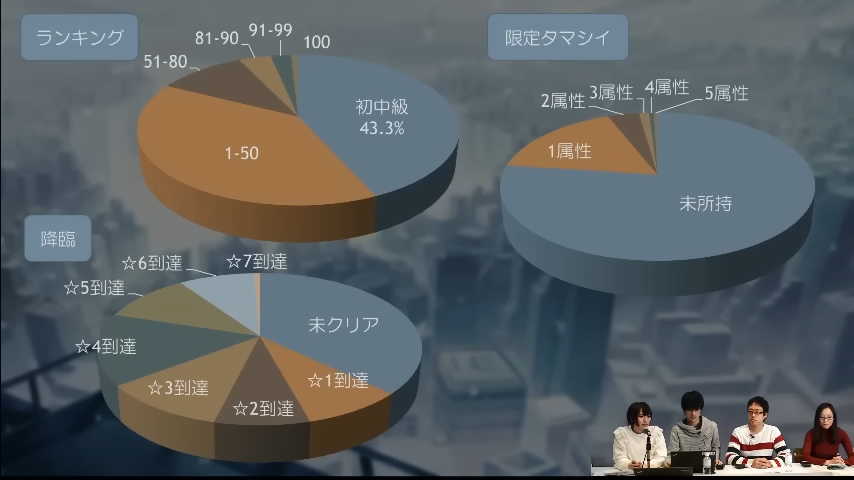 ランキング
初中級
43.3%
1-50
51-80
81-90
91-99
100
限定タマシイ
未所持
1属性
2属性
3属性
4属性
5属性
降臨
未クリア
☆1到達
☆2到達
☆3到達
☆4到達
☆5到達
☆6到達
☆7到達